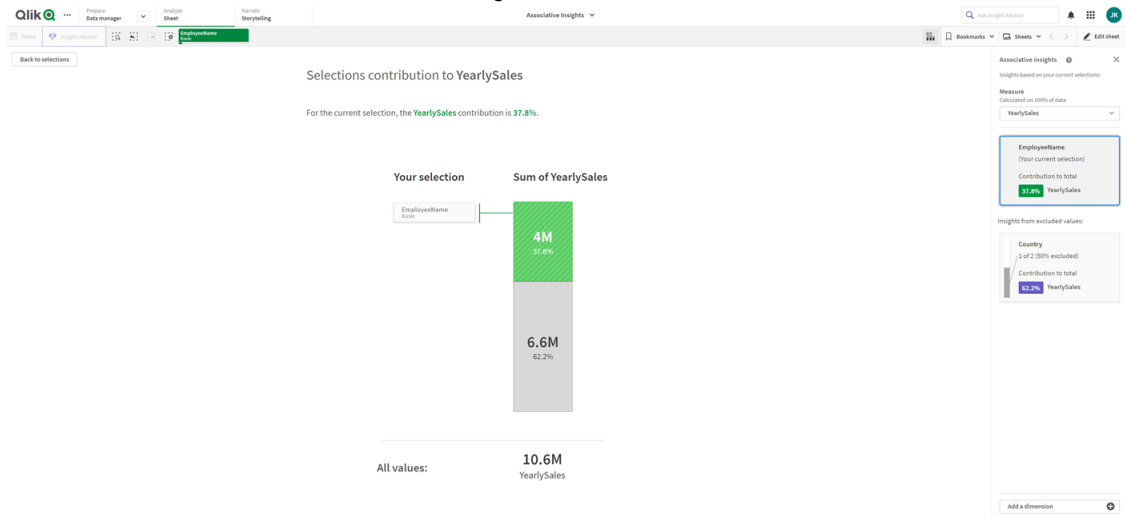 Qlik
Prepare
Data manager
Analyze
Sheet
Narrate
Storytelling
Associative Insights
Ask Insight Advisor
JK
Notes
Insight Advisor
EmployeeName
Kasie
Bookmarks
Sheets
Edit sheet
Back to selections
Selections contribution to YearlySales
For the current selection, the YearlySales contribution is 37.8%.
Your selection
Sum of YearlySales
EmployeeName
Kasie
4M
37.8%
6.6M
62.2%
All values:
10.6M
YearlySales
Associative insights
Insights based on your current selections:
Measure
Calculated on 100% of data
YearlySales
EmployeeName
(Your current selection)
Contribution to total
37.8% YearlySales
Insights from excluded values:
Country
1 of 2 (50% excluded)
Contribution to total
62.2% YearlySales
Add a dimension